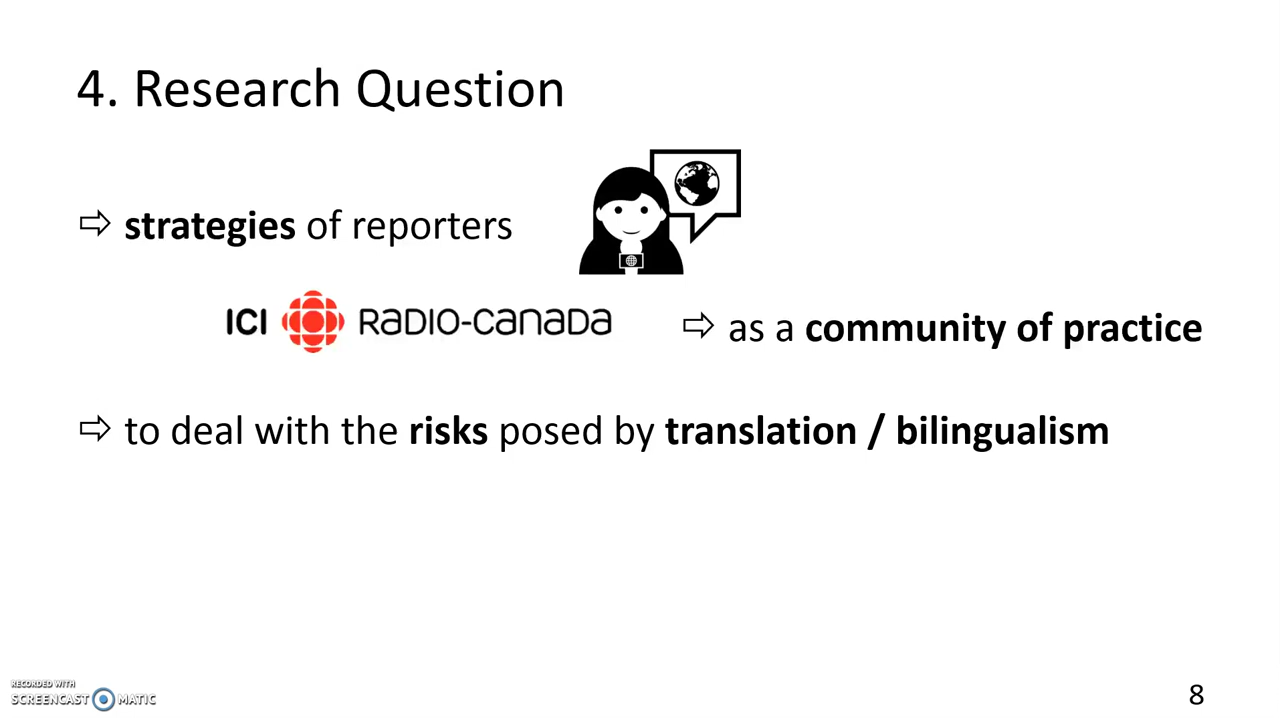 4. Research Question
⇨ strategies of reporters
ICI RADIO-CANADA
⇨ as a community of practice
⇨ to deal with the risks posed by translation / bilingualism
RECORDED WITH
SCREENCAST MATIC
8